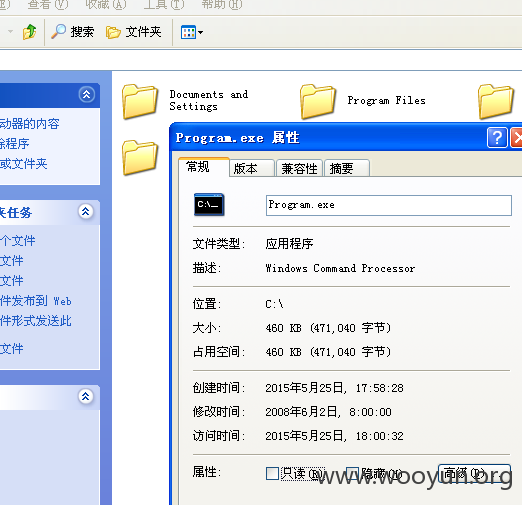 查看(V) 收藏(A) 工具(T) 帮助(H)
搜索 文件夹
动器的内容
除程序
或文件夹
夹任务
个文件
文件
文件
件发布到 Web
件形式发送此
文件
Documents and
Settings
Program Files
Program.exe 属性
常规 版本 兼容性 摘要
C:\_
Program.exe
文件类型: 应用程序
描述: Windows Command Processor
位置: C:\
大小: 460 KB (471,040 字节)
占用空间: 460 KB (471,040 字节)
创建时间: 2015年5月25日, 17:58:28
修改时间: 2008年6月2日, 8:00:00
访问时间: 2015年5月25日, 18:00:32
属性: 只读(R) 隐藏(H) 高级(D)...
www.wooyun.org